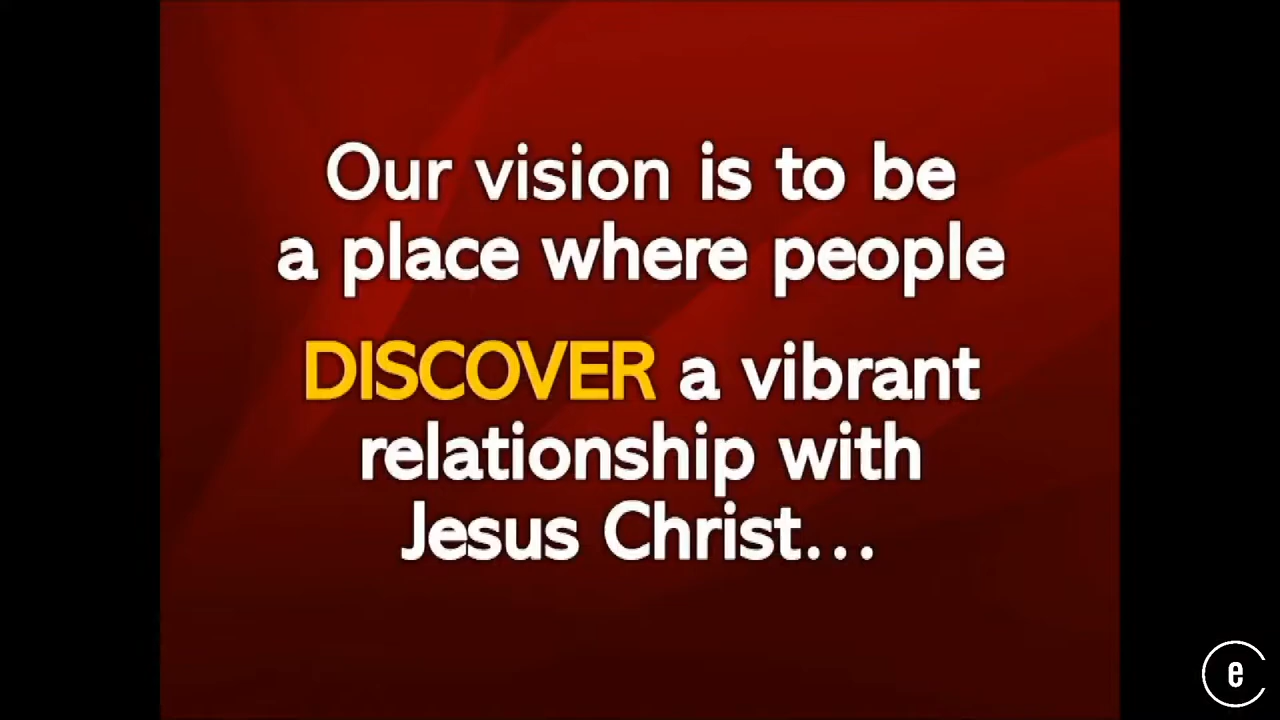 Our vision is to be
a place where people
DISCOVER a vibrant
relationship with
Jesus Christ...
e